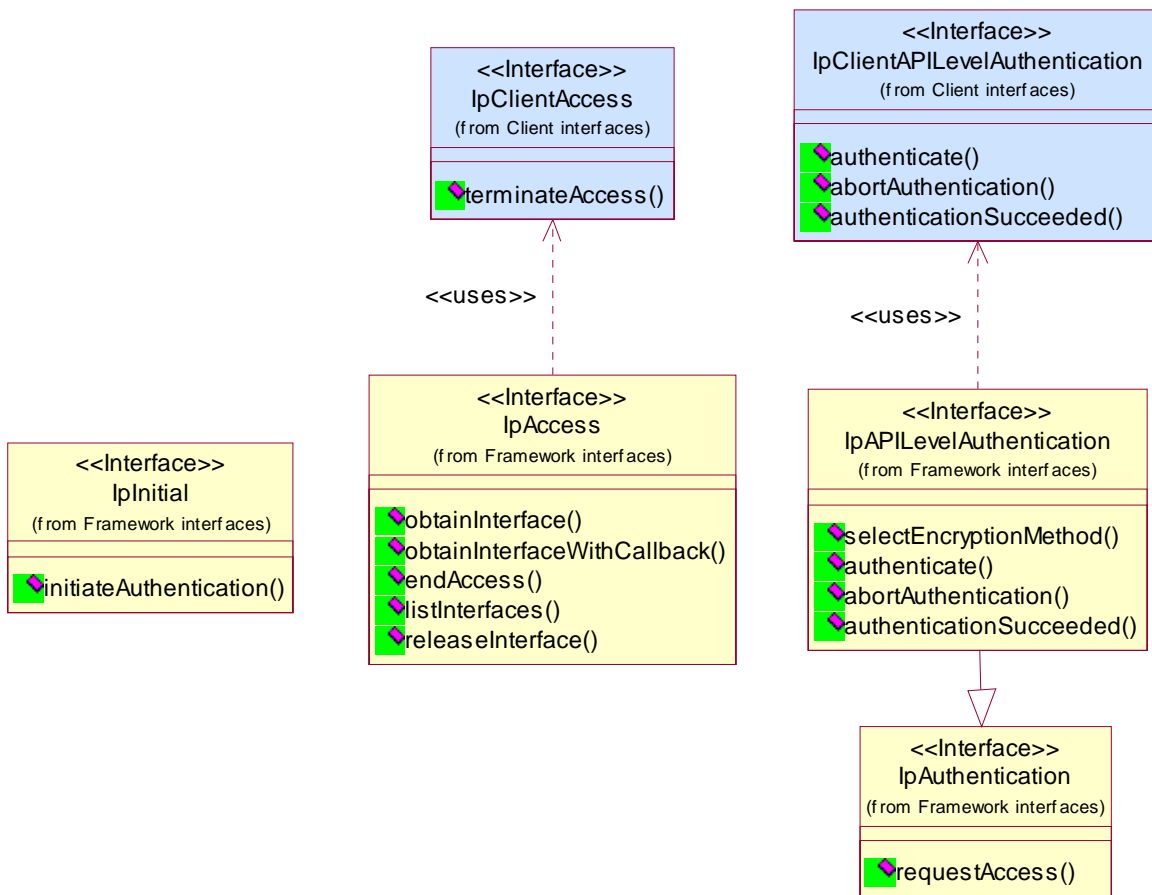 <<Interface>>
IpClientAccess
(from Client interfaces)
terminateAccess()
<<Interface>>
IpClientAPILevelAuthentication
(from Client interfaces)
authenticate()
abortAuthentication()
authenticationSucceeded()
<<uses>>
<<uses>>
<<Interface>>
IpInitial
(from Framework interfaces)
initiateAuthentication()
<<Interface>>
IpAccess
(from Framework interfaces)
obtainInterface()
obtainInterfaceWithCallback()
endAccess()
listInterfaces()
releaseInterface()
<<Interface>>
IpAPILevelAuthentication
(from Framework interfaces)
selectEncryptionMethod()
authenticate()
abortAuthentication()
authenticationSucceeded()
<<Interface>>
IpAuthentication
(from Framework interfaces)
requestAccess()